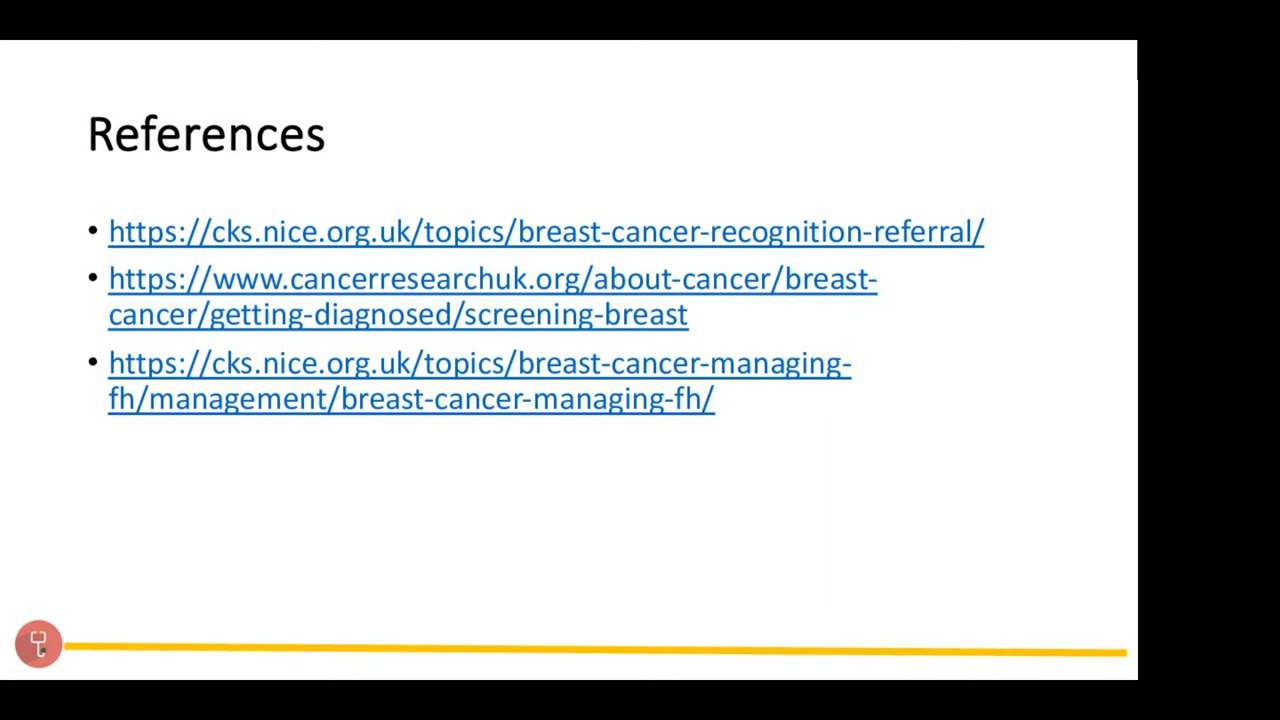 References
• https://cks.nice.org.uk/topics/breast-cancer-recognition-referral/
• https://www.cancerresearchuk.org/about-cancer/breast-
cancer/getting-diagnosed/screening-breast
• https://cks.nice.org.uk/topics/breast-cancer-managing-
fh/management/breast-cancer-managing-fh/